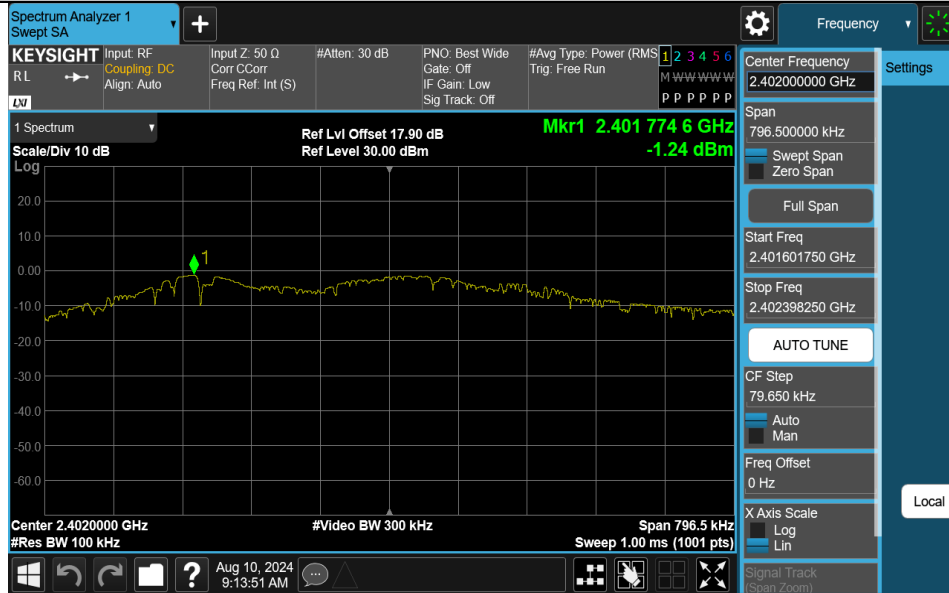 Spectrum Analyzer 1
Swept SA
Frequency
KEYSIGHT
RL
LXI
Input: RF
Coupling: DC
Align: Auto
Input Z: 50 Ω
Corr CCorr
Freq Ref: Int (S)
#Atten: 30 dB
PNO: Best Wide
Gate: Off
IF Gain: Low
Sig Track: Off
#Avg Type: Power (RMS
Trig: Free Run
1 2 3 4 5 6
M W W W W W
P P P P P P
1 Spectrum
Scale/Div 10 dB
Log
Ref Lvl Offset 17.90 dB
Ref Level 30.00 dBm
Mkr1 2.401 774 6 GHz
-1.24 dBm
1
20.0
10.0
0.00
-10.0
-20.0
-30.0
-40.0
-50.0
-60.0
Center 2.4020000 GHz
#Res BW 100 kHz
#Video BW 300 kHz
Span 796.5 kHz
Sweep 1.00 ms (1001 pts)
Aug 10, 2024
9:13:51 AM
Center Frequency
2.402000000 GHz
Span
796.500000 kHz
Swept Span
Zero Span
Full Span
Start Freq
2.401601750 GHz
Stop Freq
2.402398250 GHz
AUTO TUNE
CF Step
79.650 kHz
Auto
Man
Freq Offset
0 Hz
X Axis Scale
Log
Lin
Signal Track
(Span Zoom)
Settings
Local